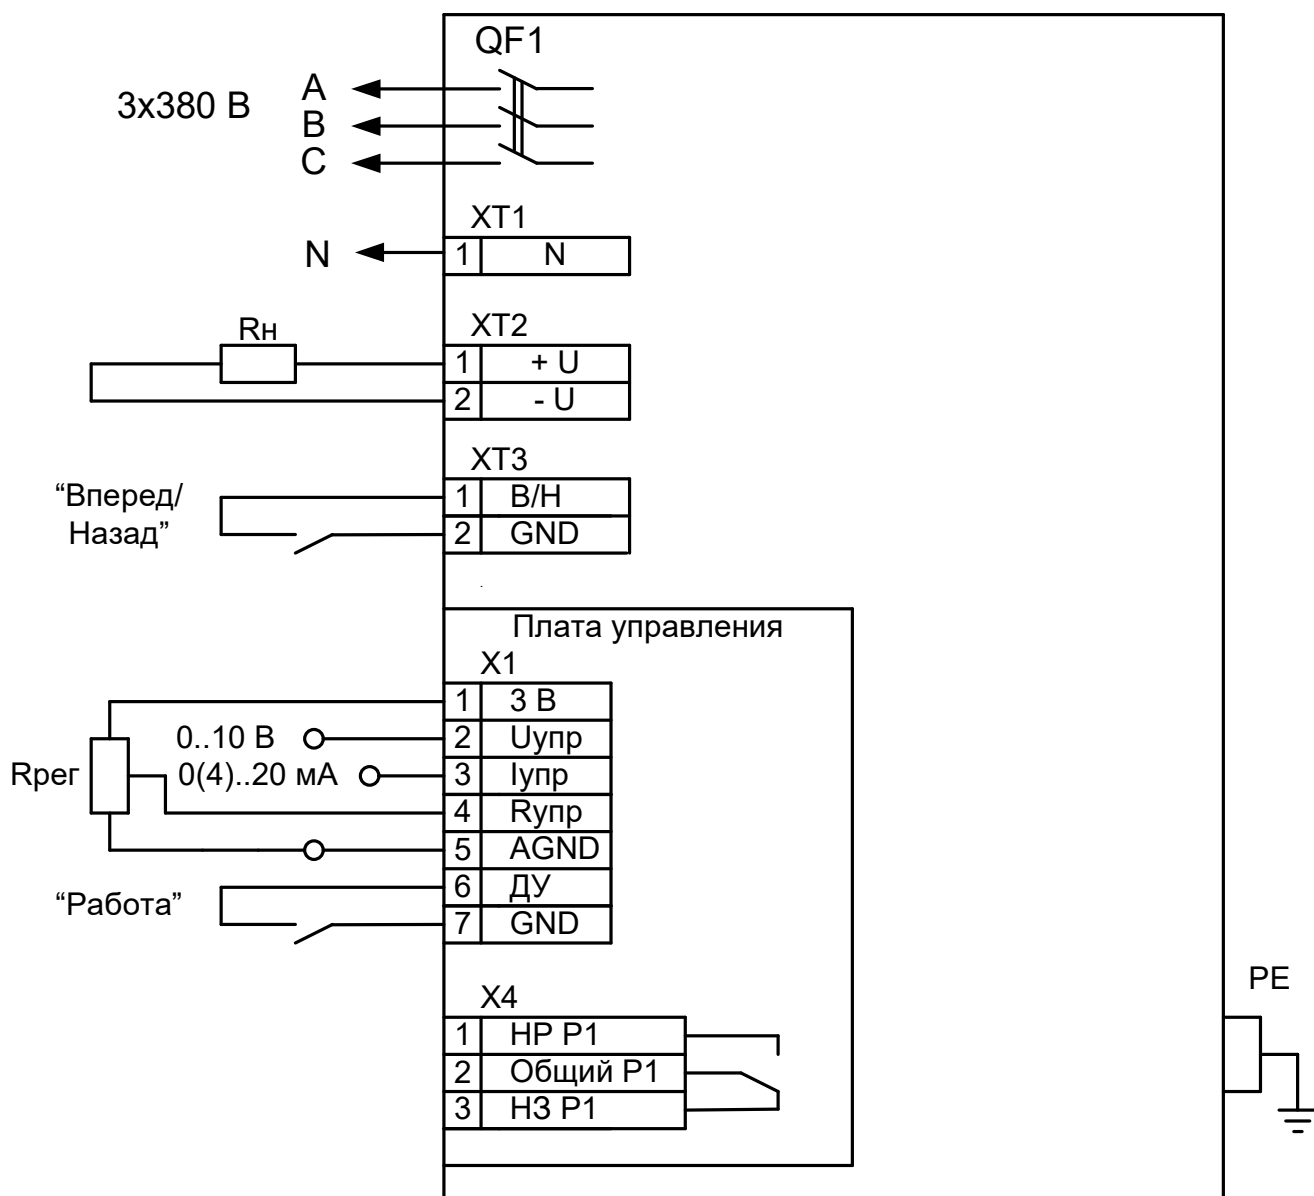 QF1
3x380 В
A
B
C
XT1
N
1 N
Rн
XT2
1 + U
2 - U
XT3
“Вперед/
Назад”
1 В/Н
2 GND
Плата управления
X1
1 3 В
0..10 В
2 Uупр
Rрег
0(4)..20 мА
3 Iупр
4 Rупр
5 AGND
“Работа”
6 ДУ
7 GND
PE
X4
1 НР Р1
2 Общий Р1
3 НЗ Р1